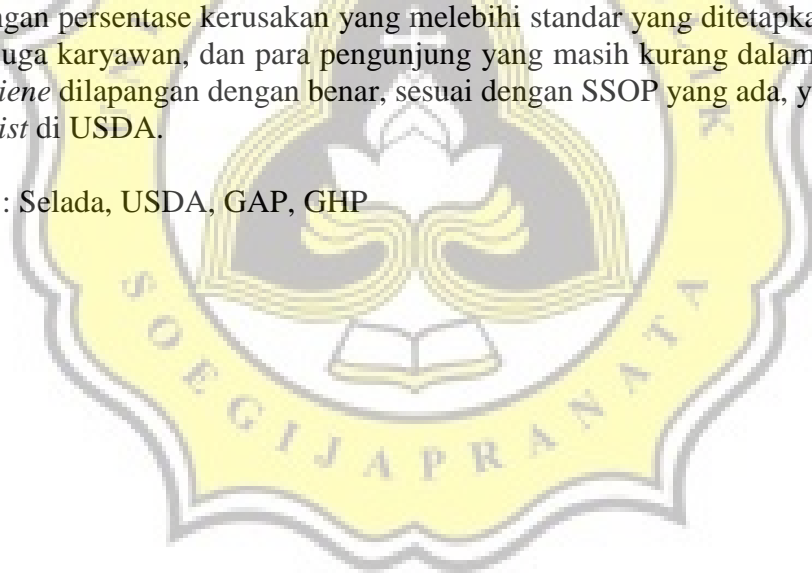 ngan persentase kerusakan yang melebihi standar yang ditetapka
uga karyawan, dan para pengunjung yang masih kurang dalam
iene dilapangan dengan benar, sesuai dengan SSOP yang ada, y
ist di USDA.
: Selada, USDA, GAP, GHP
SOEGIJAPRANATA